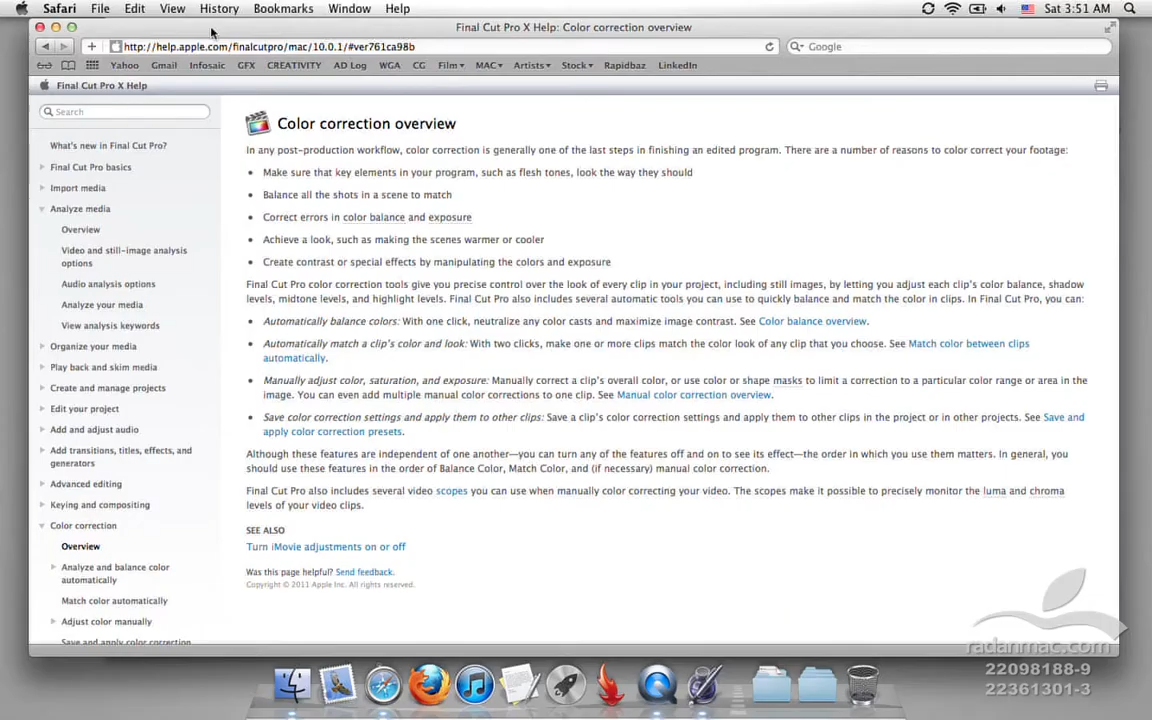 Safari File Edit View History Bookmarks Window Help Sat 3:51 AM
Final Cut Pro X Help: Color correction overview
http://help.apple.com/finalcutpro/mac/10.0.1/#ver761ca98b Google
Yahoo Gmail Infosaic GFX CREATIVITY AD Log WGA CG Film MAC Artists Stock Rapidbaz LinkedIn
Final Cut Pro X Help
Search
What's new in Final Cut Pro?
Final Cut Pro basics
Import media
Analyze media
Overview
Video and still-image analysis
options
Audio analysis options
Analyze your media
View analysis keywords
Organize your media
Play back and skim media
Create and manage projects
Edit your project
Add and adjust audio
Add transitions, titles, effects, and
generators
Advanced editing
Keying and compositing
Color correction
Overview
Analyze and balance color
automatically
Match color automatically
Adjust color manually
Save and apply color correction
Color correction overview
In any post-production workflow, color correction is generally one of the last steps in finishing an edited program. There are a number of reasons to color correct your footage:
• Make sure that key elements in your program, such as flesh tones, look the way they should
• Balance all the shots in a scene to match
• Correct errors in color balance and exposure
• Achieve a look, such as making the scenes warmer or cooler
• Create contrast or special effects by manipulating the colors and exposure
Final Cut Pro color correction tools give you precise control over the look of every clip in your project, including still images, by letting you adjust each clip's color balance, shadow
levels, midtone levels, and highlight levels. Final Cut Pro also includes several automatic tools you can use to quickly balance and match the color in clips. In Final Cut Pro, you can:
• Automatically balance colors: With one click, neutralize any color casts and maximize image contrast. See Color balance overview.
• Automatically match a clip's color and look: With two clicks, make one or more clips match the color look of any clip that you choose. See Match color between clips
automatically.
• Manually adjust color, saturation, and exposure: Manually correct a clip's overall color, or use color or shape masks to limit a correction to a particular color range or area in the
image. You can even add multiple manual color corrections to one clip. See Manual color correction overview.
• Save color correction settings and apply them to other clips: Save a clip's color correction settings and apply them to other clips in the project or in other projects. See Save and
apply color correction presets.
Although these features are independent of one another—you can turn any of the features off and on to see its effect—the order in which you use them matters. In general, you
should use these features in the order of Balance Color, Match Color, and (if necessary) manual color correction.
Final Cut Pro also includes several video scopes you can use when manually color correcting your video. The scopes make it possible to precisely monitor the luma and chroma
levels of your video clips.
SEE ALSO
Turn iMovie adjustments on or off
Was this page helpful? Send feedback.
Copyright © 2011 Apple Inc. All rights reserved.
radanmac.com
22098188-9
22361301-3